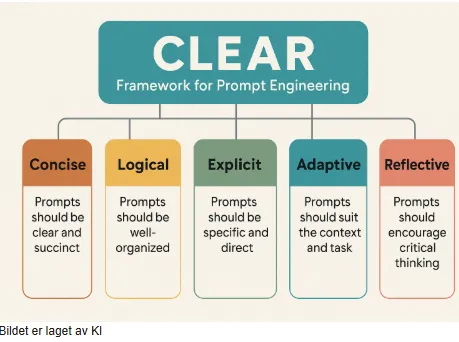 CLEAR
Framework for Prompt Engineering
Concise
Prompts
should be
clear and
succinct
Logical
Prompts
should be
well-
organized
Explicit
Prompts
should be
specific and
direct
Adaptive
Prompts
should suit
the context
and task
Reflective
Prompts
should
encourage
critical
thinking
Bildet er laget av KI